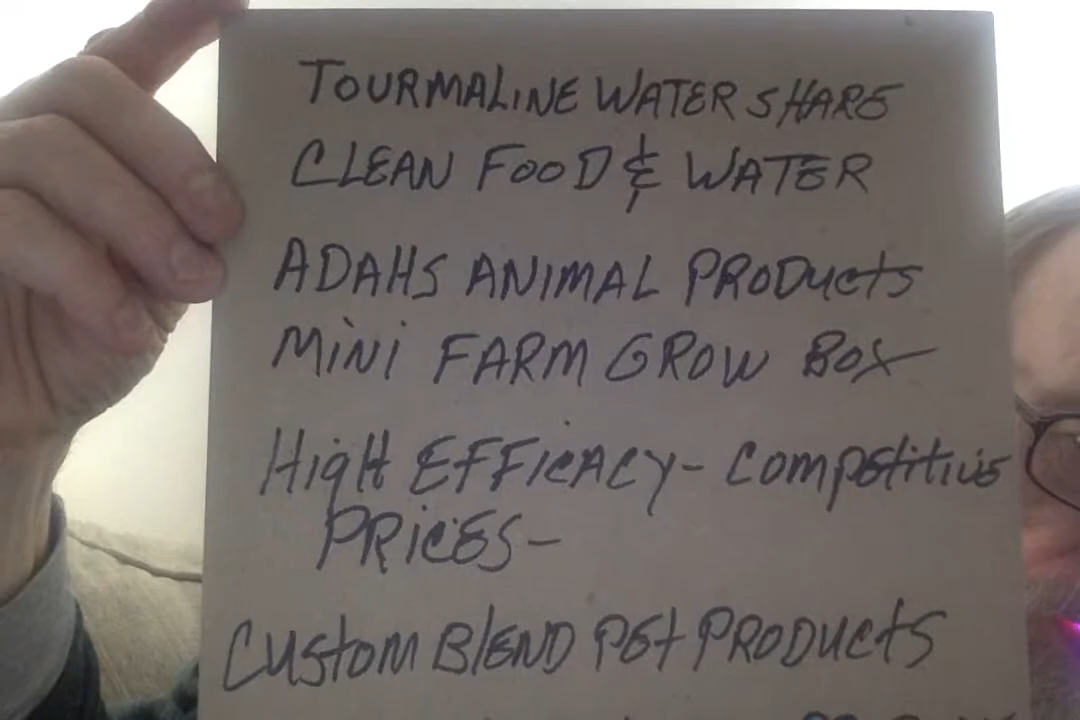 TOURMALINE WATER SHARE
CLEAN FOOD & WATER
ADAHS ANIMAL PRODUCTS
MINI FARM GROW BOX
HIGH EFFICACY - COMPETITIVE
PRICES -
CUSTOM BLEND PET PRODUCTS